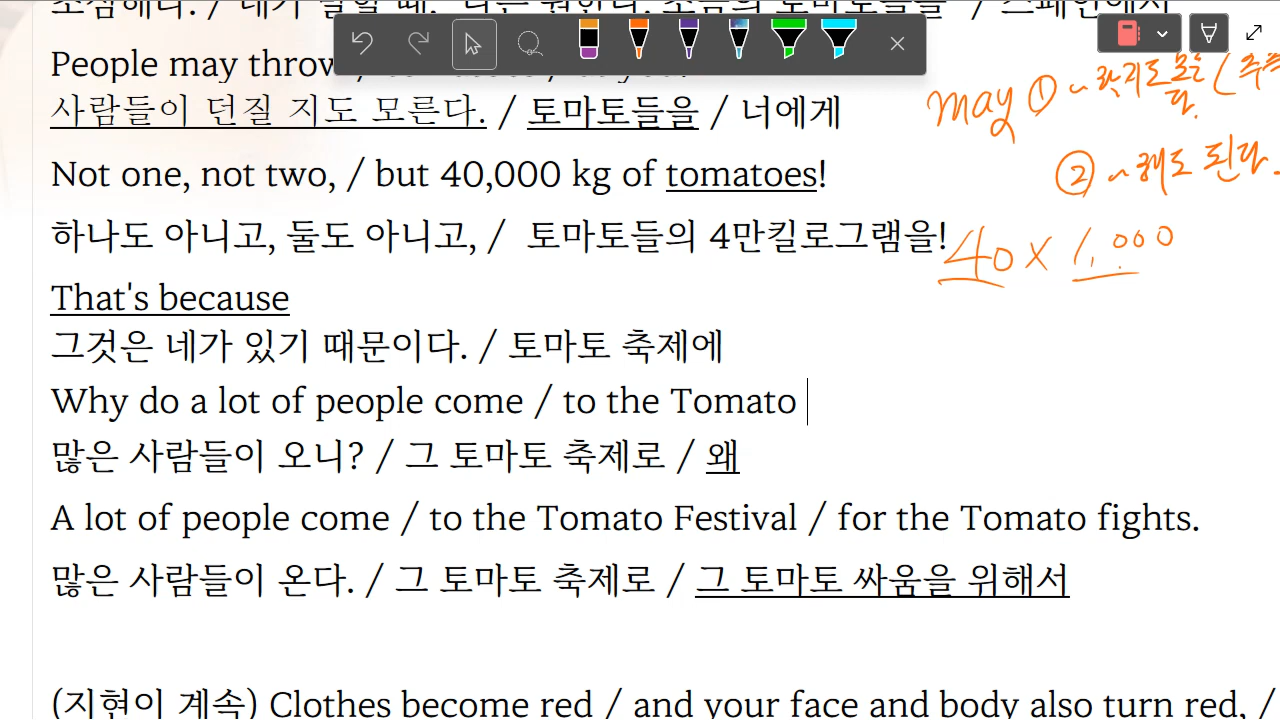 People may throw /
사람들이 던질 지도 모른다. / 토마토들을 / 너에게
may ① ~ 할지도 모른다. (추측
② ~ 해도 된다.
Not one, not two, / but 40,000 kg of tomatoes!
하나도 아니고, 둘도 아니고, / 토마토들의 4만킬로그램을!
40 X 1,000
That's because
그것은 네가 있기 때문이다. / 토마토 축제에
Why do a lot of people come / to the Tomato
많은 사람들이 오니? / 그 토마토 축제로 / 왜
A lot of people come / to the Tomato Festival / for the Tomato fights.
많은 사람들이 온다. / 그 토마토 축제로 / 그 토마토 싸움을 위해서
(지현이 계속) Clothes become red / and your face and body also turn red, /